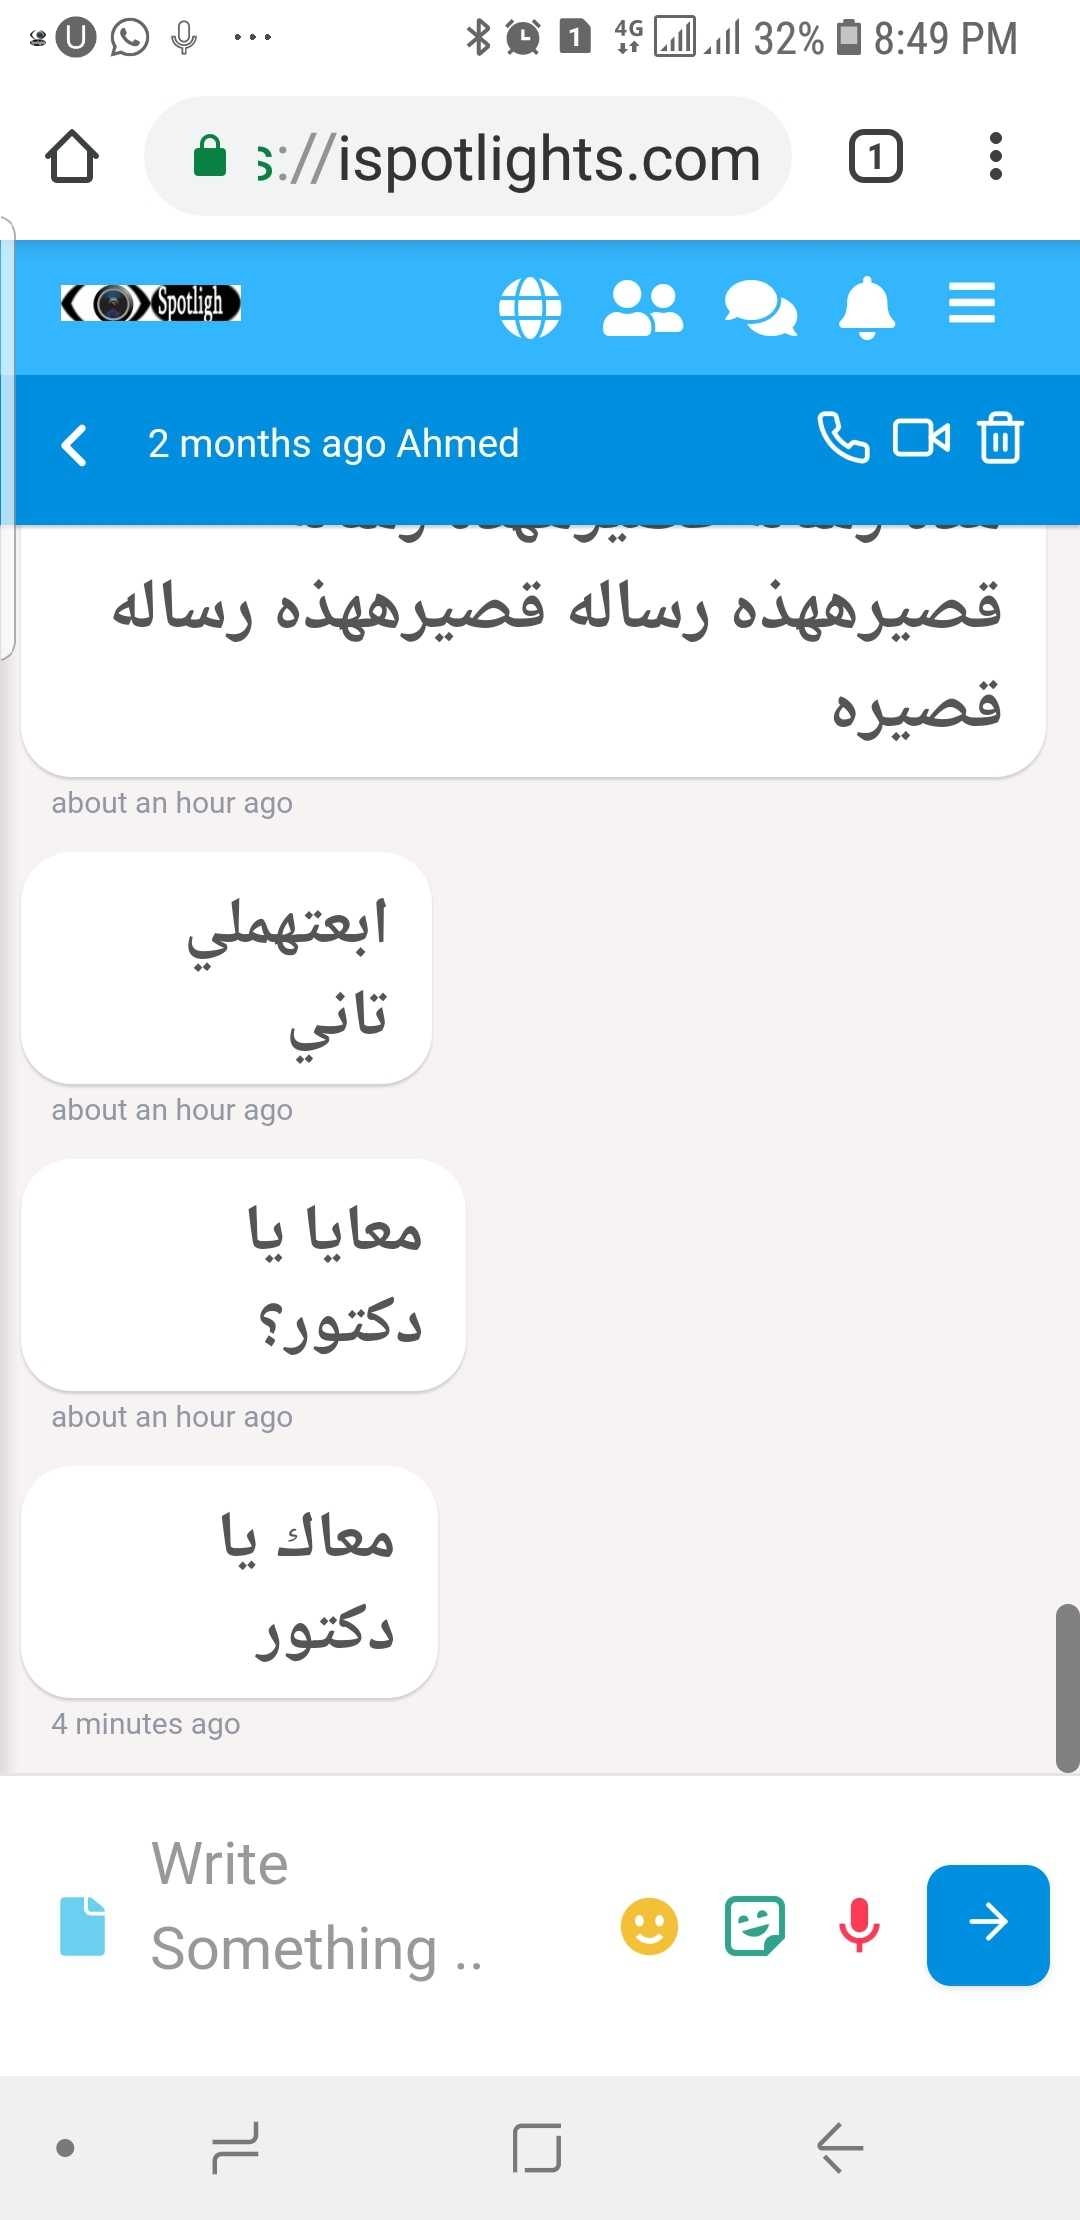 U
1
4G
32%
8:49 PM
s://ispotlights.com
1
Spotligh
2 months ago Ahmed
قصيرههذه رساله قصيرههذه رساله
قصيره
about an hour ago
ابعتهملي
تاني
about an hour ago
معايا يا
دكتور؟
about an hour ago
معاك يا
دكتور
4 minutes ago
Write
Something ..